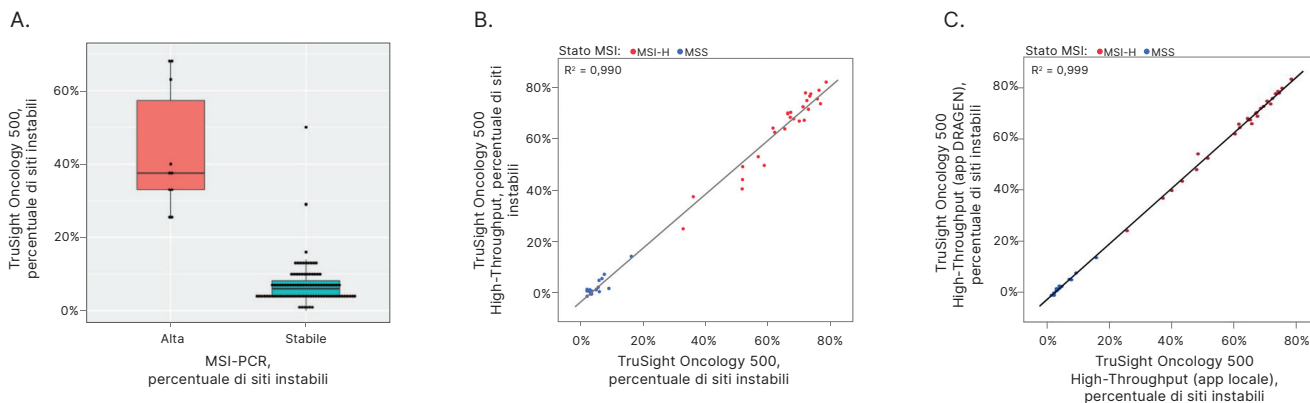 A.
TruSight Oncology 500,
percentuale di siti instabili
60%
40%
20%
0%
Alta
Stabile
MSI-PCR,
percentuale di siti instabili
B.
Stato MSI: MSI-H MSS
R² = 0,990
TruSight Oncology 500
High-Throughput, percentuale di siti
instabili
80%
60%
40%
20%
0%
0% 20% 40% 60% 80%
TruSight Oncology 500,
percentuale di siti instabili
C.
Stato MSI: MSI-H MSS
R² = 0,999
TruSight Oncology 500
High-Throughput (app DRAGEN),
percentuale di siti instabili
80%
60%
40%
20%
0%
0% 20% 40% 60% 80%
TruSight Oncology 500
High-Throughput (app locale),
percentuale di siti instabili